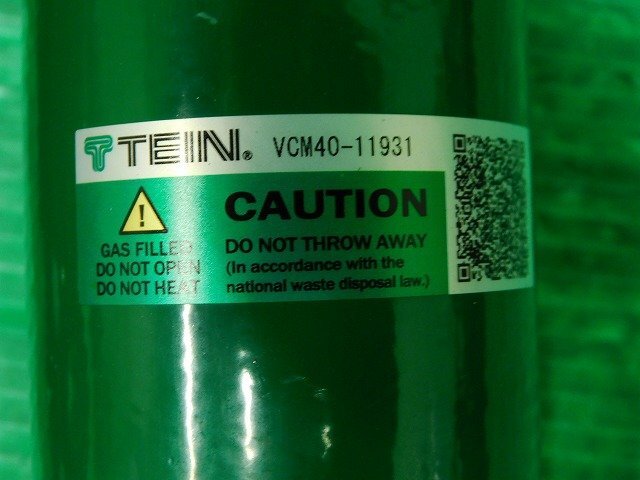 TEIN® VCM40-11931
CAUTION
GAS FILLED
DO NOT OPEN
DO NOT HEAT
DO NOT THROW AWAY
(In accordance with the
national waste disposal law.)